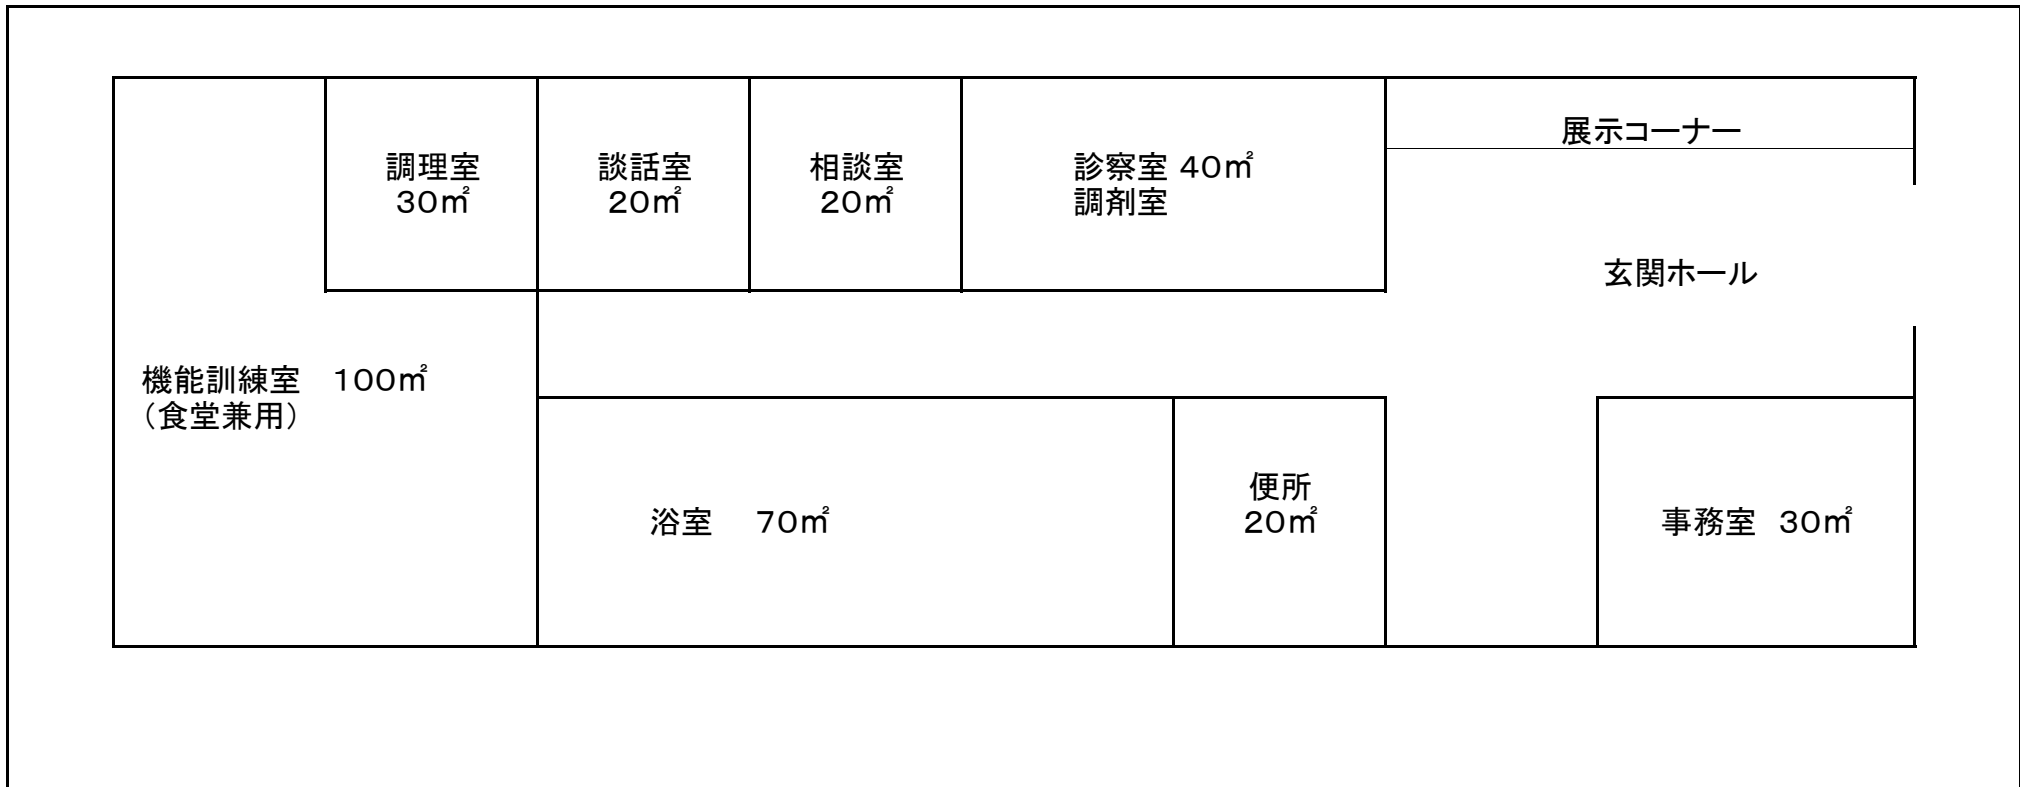 展示コーナー
調理室
30㎡
談話室
20㎡
相談室
20㎡
診察室 40㎡
調剤室
玄関ホール
機能訓練室　100㎡
（食堂兼用）
浴室　70㎡
便所
20㎡
事務室　30㎡